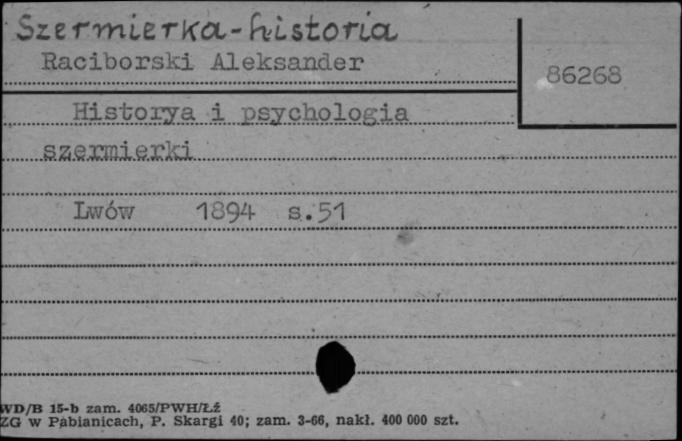 Szermierka-historia
Raciborski Aleksander
86268
Historya i psychologia
szermierki
Lwów 1894 s.51
WD/B 15-b zam. 4065/PWH/Łź
ZG w Pabianicach, P. Skargi 40; zam. 3-66, nakł. 400 000 szt.